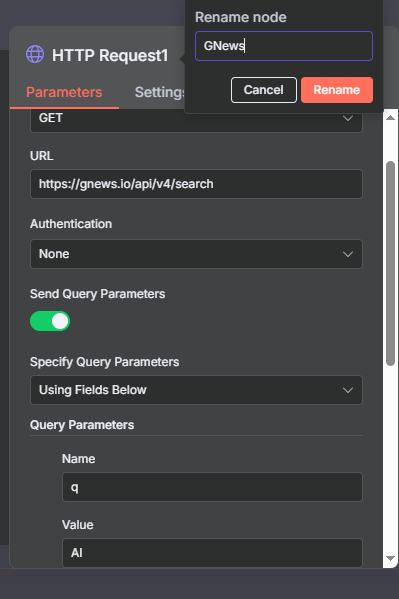 Rename node
GNews
HTTP Request1
Cancel
Rename
Parameters
Settings
GET
URL
https://gnews.io/api/v4/search
Authentication
None
Send Query Parameters
Specify Query Parameters
Using Fields Below
Query Parameters
Name
q
Value
AI